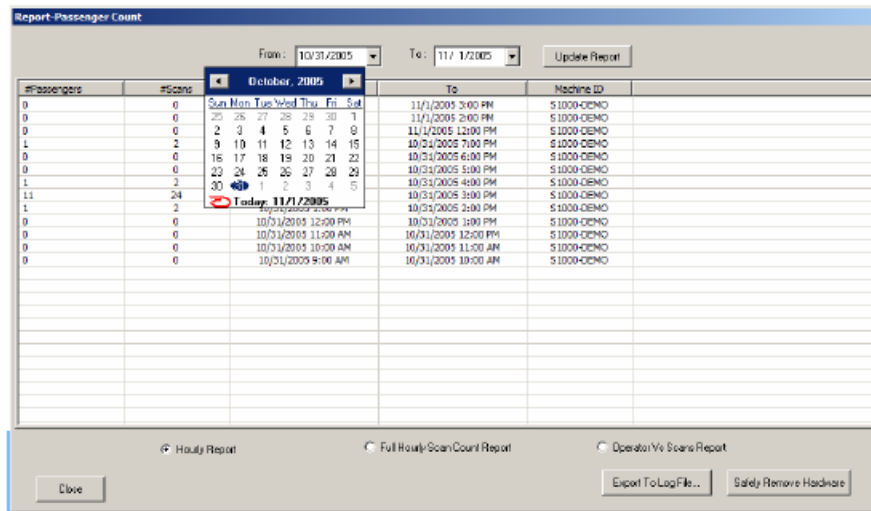 Report-Passenger Count
From: 10/31/2005 To: 11/ 1/2005 Update Report
October, 2005
#Passengers #Scans To Machine ID
Sun Mon Tue Wed Thu Fri Sat
25 26 27 28 29 30 1
2 3 4 5 6 7 8
9 10 11 12 13 14 15
16 17 18 19 20 21 22
23 24 25 26 27 28 29
30 31 1 2 3 4 5
Today: 11/1/2005
0 0 11/1/2005 3:00 PM S1000-DEMO
0 0 11/1/2005 2:00 PM S1000-DEMO
0 0 11/1/2005 12:00 PM S1000-DEMO
1 2 10/31/2005 7:00 PM S1000-DEMO
0 0 10/31/2005 6:00 PM S1000-DEMO
0 0 10/31/2005 5:00 PM S1000-DEMO
1 2 10/31/2005 4:00 PM S1000-DEMO
11 24 10/31/2005 3:00 PM S1000-DEMO
1 2 10/31/2005 2:00 PM S1000-DEMO
0 0 10/31/2005 12:00 PM 10/31/2005 1:00 PM S1000-DEMO
0 0 10/31/2005 11:00 AM 10/31/2005 12:00 PM S1000-DEMO
0 0 10/31/2005 10:00 AM 10/31/2005 11:00 AM S1000-DEMO
0 0 10/31/2005 9:00 AM 10/31/2005 10:00 AM S1000-DEMO
Hourly Report Full Hourly Scan Count Report Operator Vs Scans Report
Close Export To Log File... Safely Remove Hardware